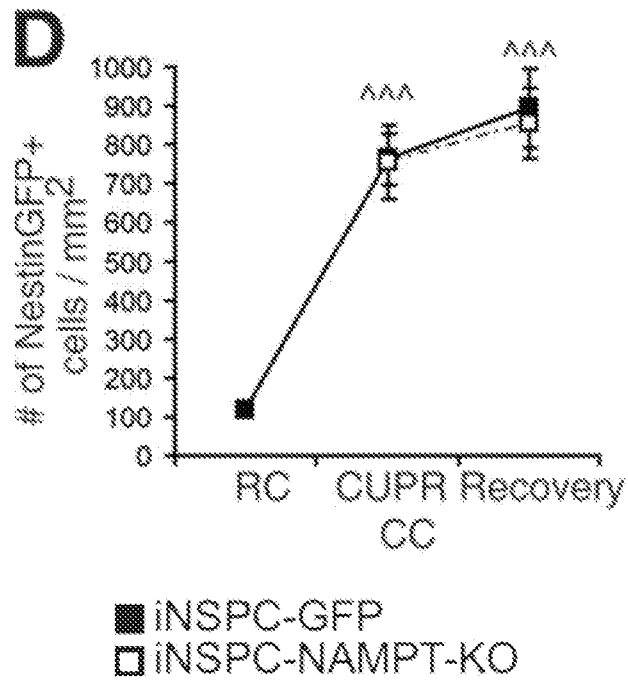 D
^^^
^^^
1000
900
800
700
600
500
400
300
200
100
0
# of NestinGFP+
cells / mm2
RC CUPR Recovery
CC
iNSPC-GFP
iNSPC-NAMPT-KO